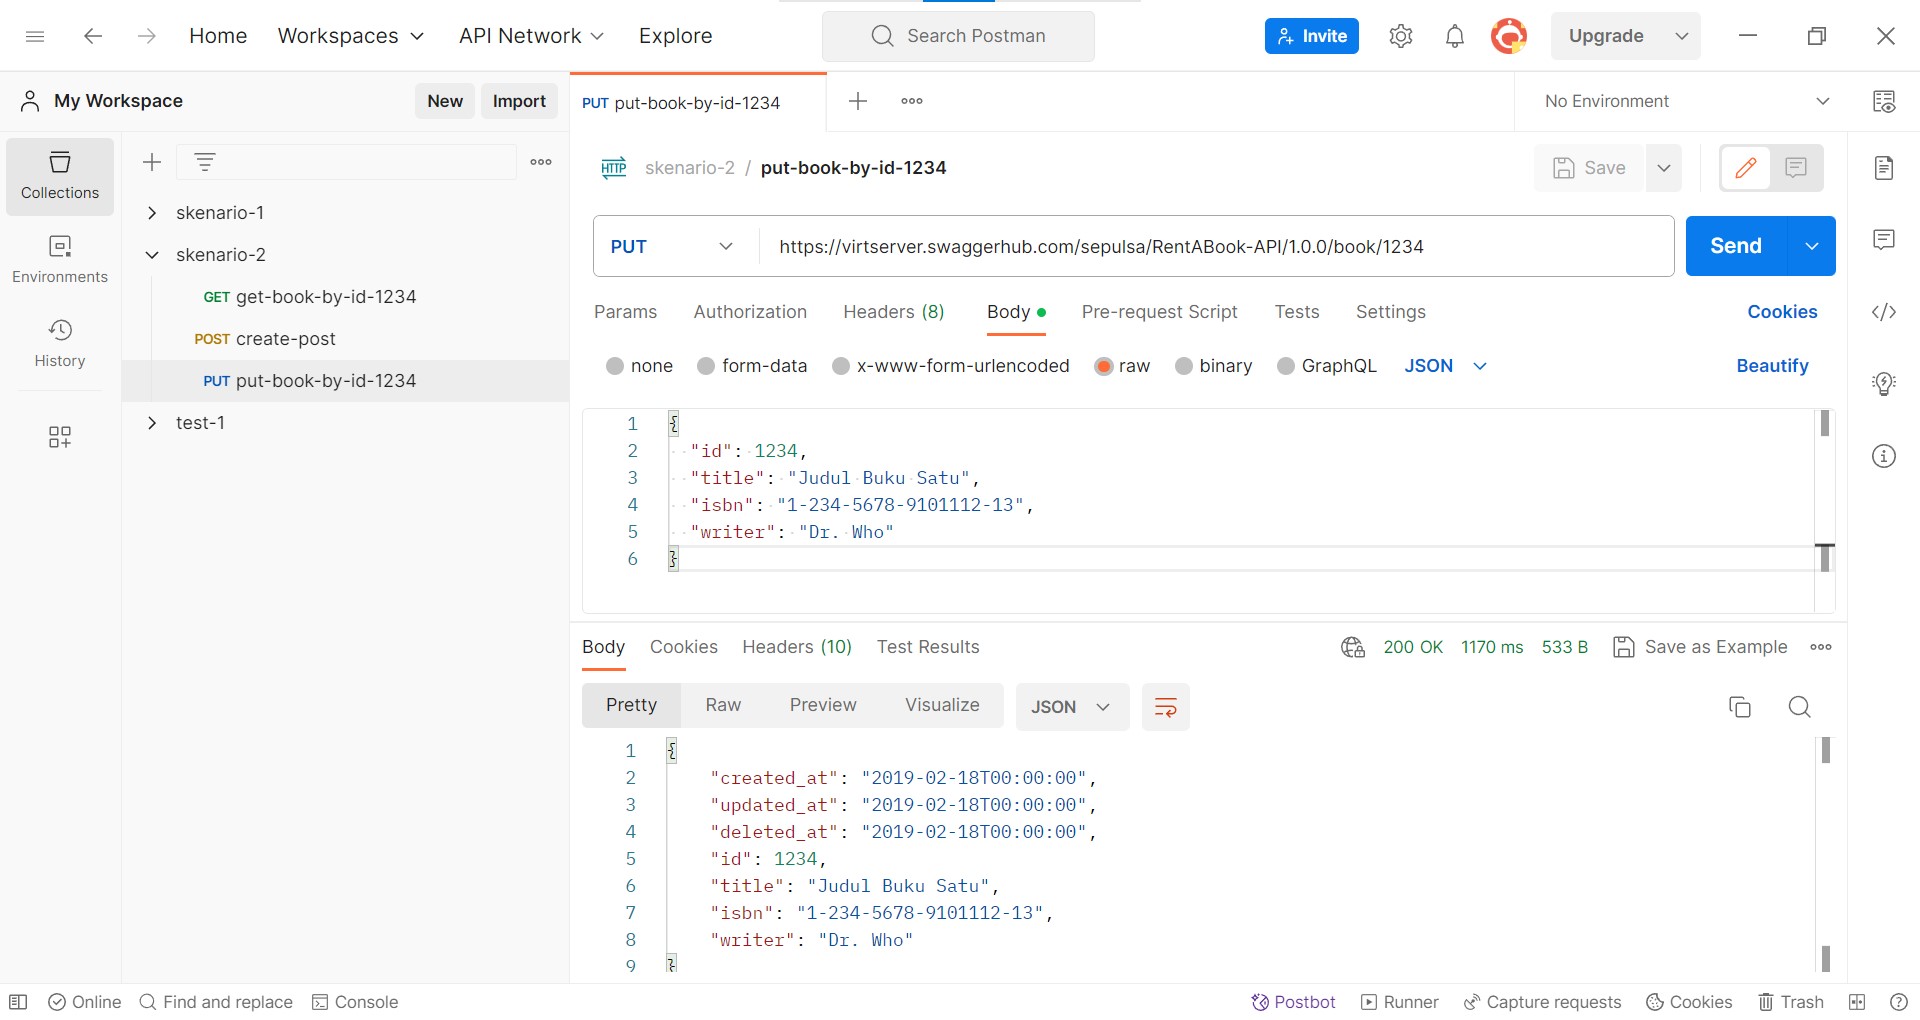 Home Workspaces API Network Explore Search Postman Invite Upgrade
My Workspace New Import PUT put-book-by-id-1234 No Environment
Collections
Environments
History
skenario-1
skenario-2
GET get-book-by-id-1234
POST create-post
PUT put-book-by-id-1234
test-1
HTTP skenario-2 / put-book-by-id-1234 Save
PUT https://virtserver.swaggerhub.com/sepulsa/RentABook-API/1.0.0/book/1234 Send
Params Authorization Headers (8) Body Pre-request Script Tests Settings Cookies
none form-data x-www-form-urlencoded raw binary GraphQL JSON Beautify
1 {
2 "id": 1234,
3 "title": "Judul Buku Satu",
4 "isbn": "1-234-5678-9101112-13",
5 "writer": "Dr. Who"
6 }
Body Cookies Headers (10) Test Results 200 OK 1170 ms 533 B Save as Example
Pretty Raw Preview Visualize JSON
1 {
2 "created_at": "2019-02-18T00:00:00",
3 "updated_at": "2019-02-18T00:00:00",
4 "deleted_at": "2019-02-18T00:00:00",
5 "id": 1234,
6 "title": "Judul Buku Satu",
7 "isbn": "1-234-5678-9101112-13",
8 "writer": "Dr. Who"
9 }
Online Find and replace Console Postbot Runner Capture requests Cookies Trash